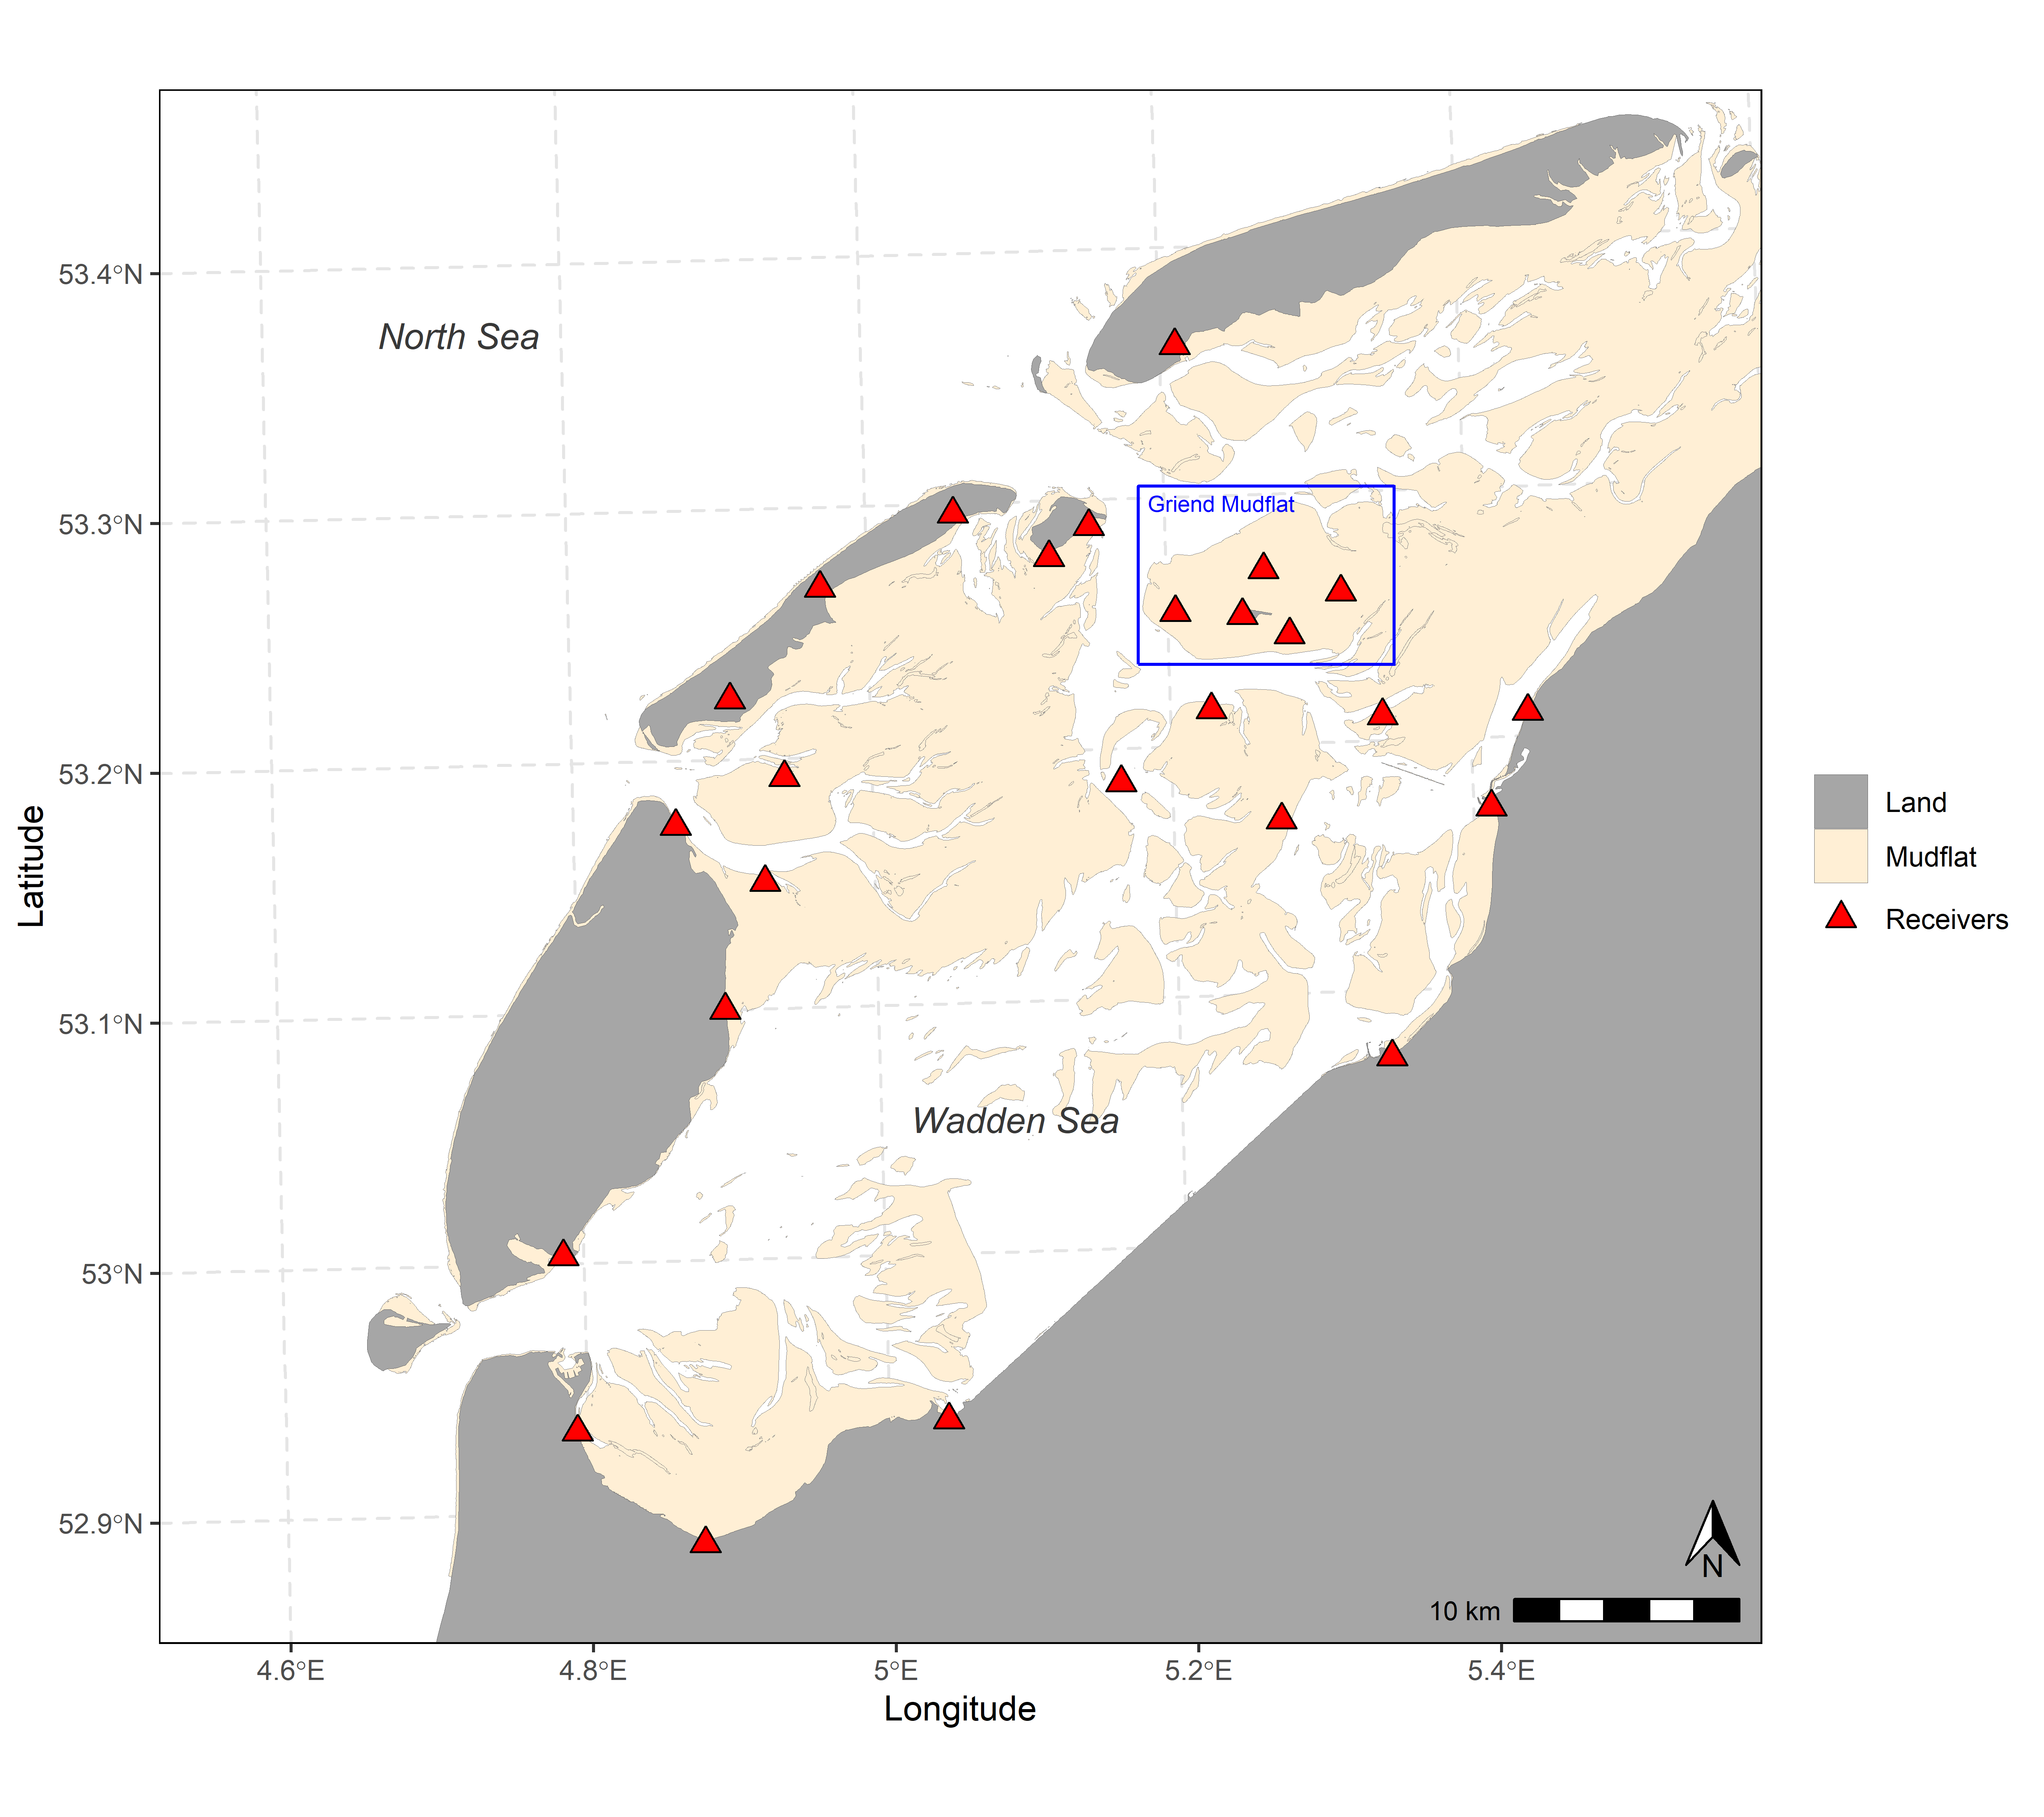 53.4°N
53.3°N
53.2°N
53.1°N
53°N
52.9°N
Latitude
North Sea
Griend Mudflat
Wadden Sea
N
10 km
4.6°E
4.8°E
5°E
5.2°E
5.4°E
Longitude
Land
Mudflat
Receivers